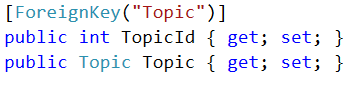 [ForeignKey("Topic")]
public int TopicId { get; set; }
public Topic Topic { get; set; }